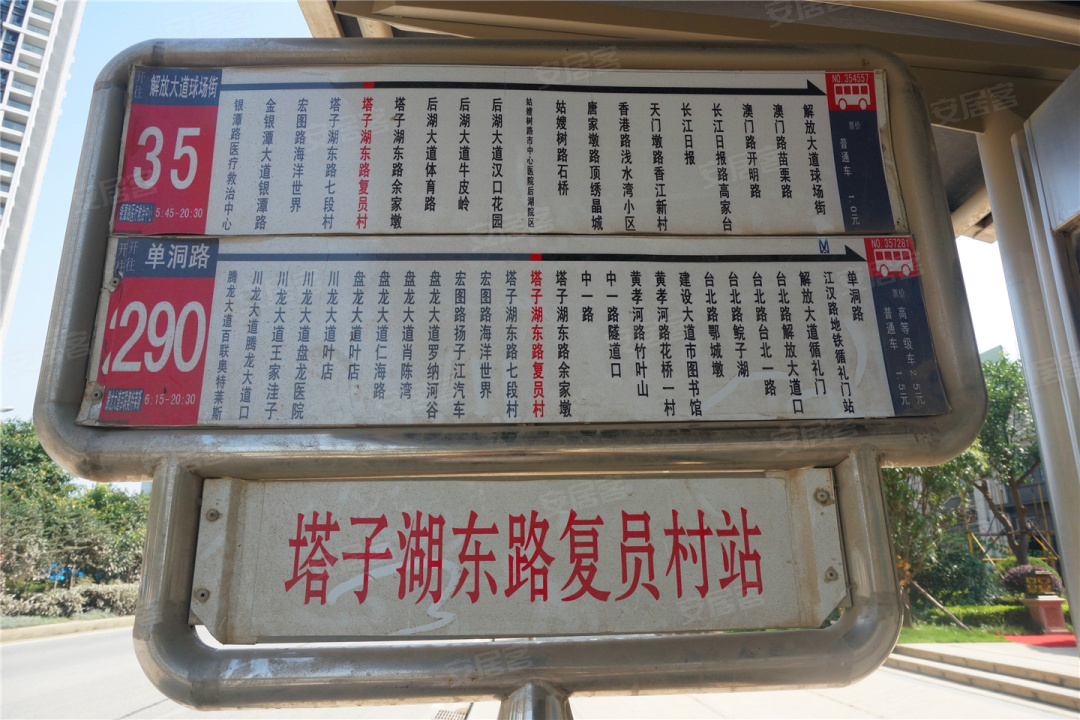 开往 解放大道球场街
35
5:45-20:30
银潭路医疗救治中心
金银潭大道银潭路
宏图路海洋世界
塔子湖东路七段村
塔子湖东路复员村
塔子湖东路余家墩
后湖大道体育路
后湖大道牛皮岭
后湖大道汉口花园
姑嫂树路市中心医院后湖院区
姑嫂树路石桥
唐家墩路顶绣晶城
香港路浅水湾小区
天门墩路香江新村
长江日报
长江日报路高家台
澳门路开明路
澳门路苗栗路
解放大道球场街
NO.354557
票价
普通车 1.0元
开往 单洞路
290
6:15-20:30
腾龙大道百联奥特莱斯
川龙大道腾龙大道口
川龙大道王家洼子
川龙大道盘龙医院
川龙大道叶店
盘龙大道叶店
盘龙大道仁海路
盘龙大道肖陈湾
盘龙大道罗纳河谷
宏图路扬子江汽车
宏图路海洋世界
塔子湖东路七段村
塔子湖东路复员村
塔子湖东路余家墩
中一路
中一路隧道口
黄孝河路竹叶山
黄孝河路花桥一村
建设大道市图书馆
台北路鄂城墩
台北路鲩子湖
台北路台北一路
台北路解放大道口
解放大道循礼门
江汉路地铁循礼门站
单洞路
NO.357281
票价
高等级车 2.5元
普通车 1.5元
塔子湖东路复员村站
安居客